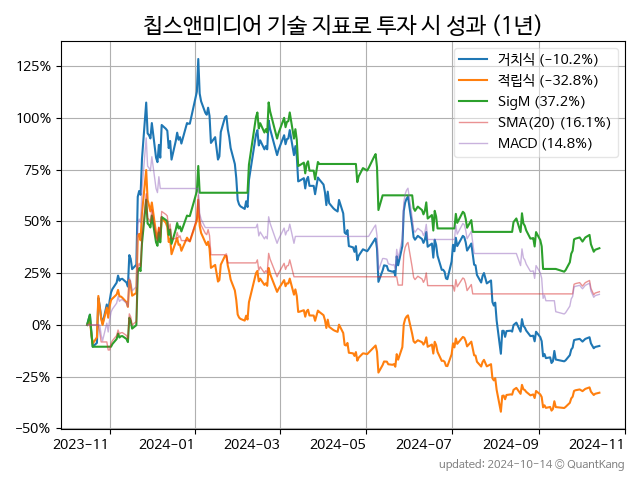 칩스앤미디어 기술 지표로 투자 시 성과 (1년)
거치식 (−10.2%)
적립식 (−32.8%)
SigM (37.2%)
SMA(20) (16.1%)
MACD (14.8%)
125%
100%
75%
50%
25%
0%
−25%
−50%
2023−11 2024−01 2024−03 2024−05 2024−07 2024−09 2024−11
updated: 2024-10-14 © QuantKang